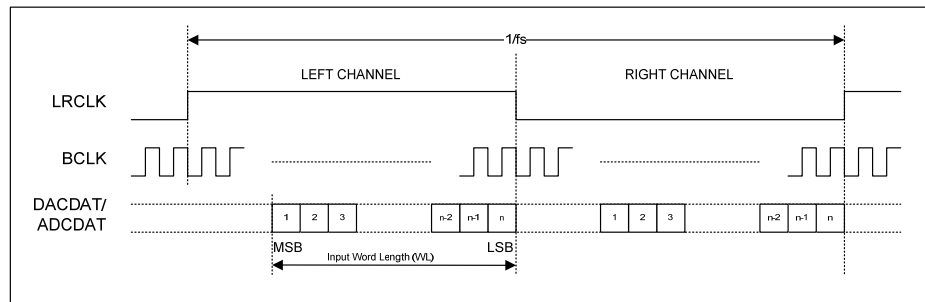 1/fs
LEFT CHANNEL RIGHT CHANNEL
LRCLK
BCLK
DACDAT/
ADCDAT
1 2 3 n-2 n-1 n 1 2 3 n-2 n-1 n
MSB LSB
Input Word Length (WL)